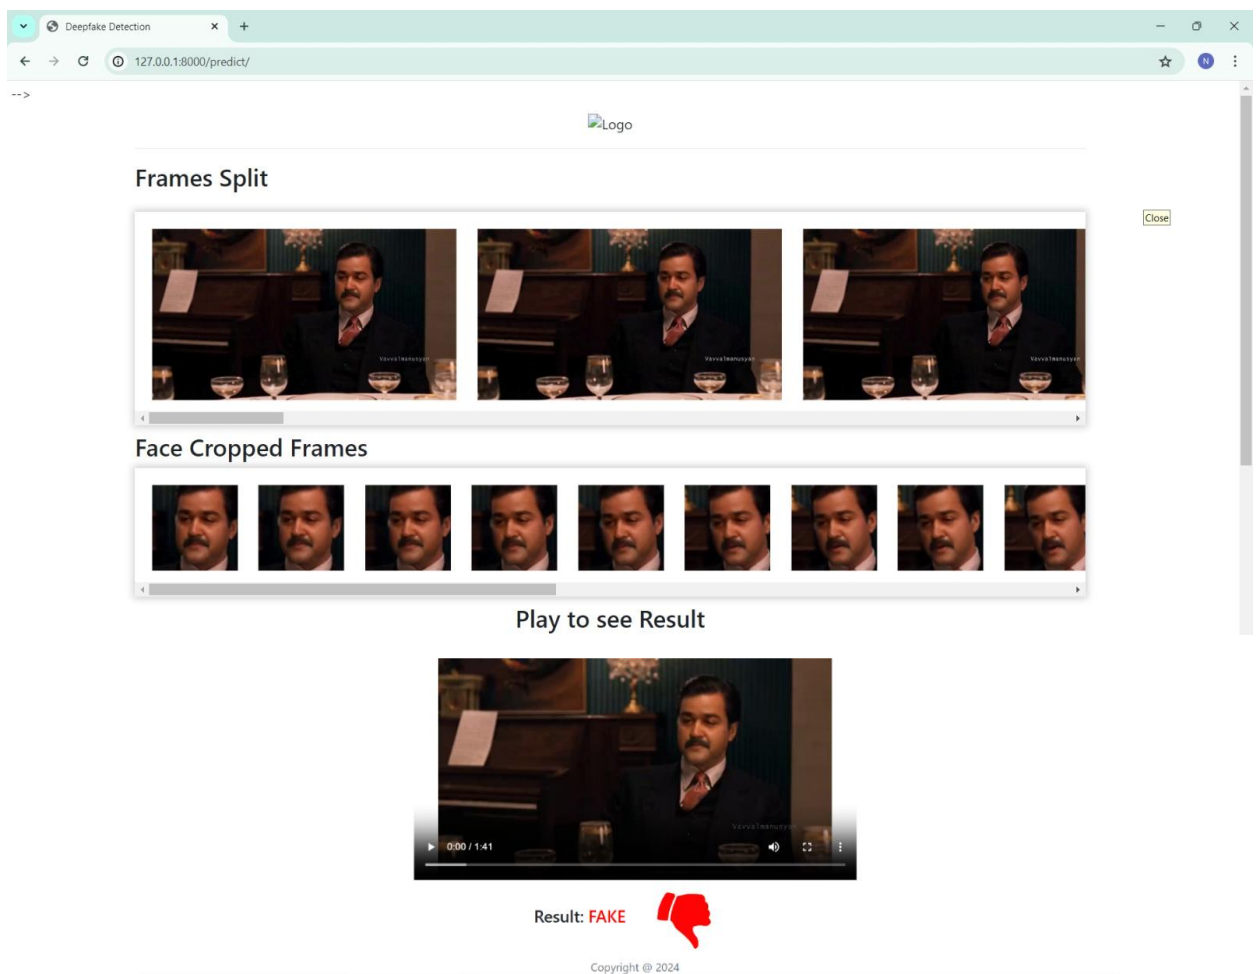 Deepfake Detection
127.0.0.1:8000/predict/
N
-->
Logo
Frames Split
Close
Vavvalmanusyan
Vavvalmanusyan
Vavvalmanusyan
Face Cropped Frames
Play to see Result
Vavvalmanusyan
0:00 / 1:41
Result: FAKE
Copyright @ 2024